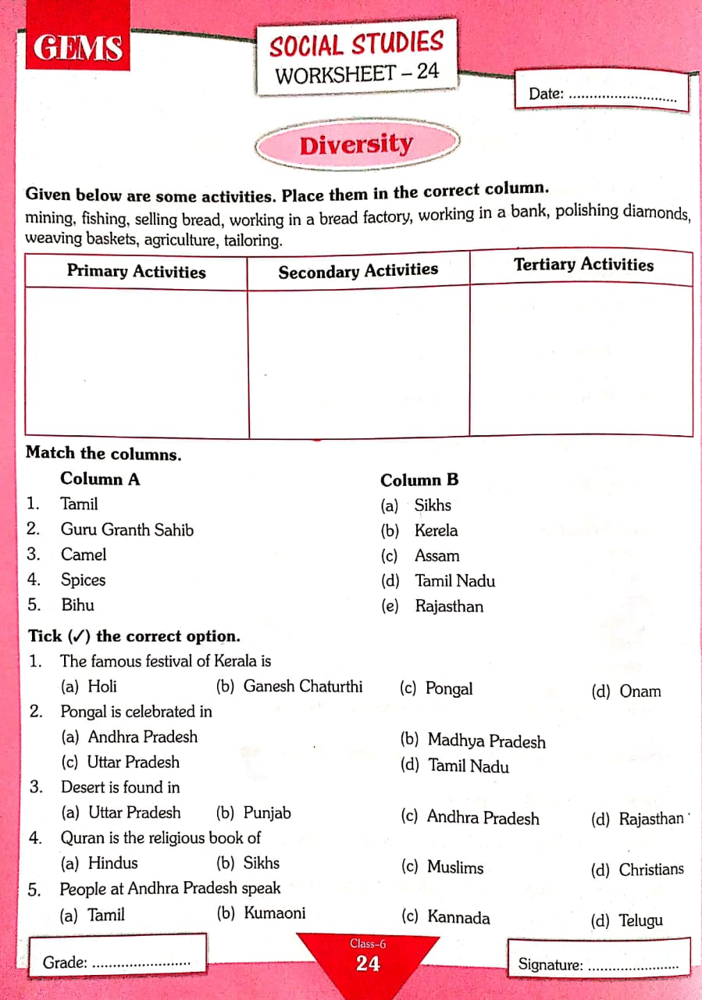 GEMS
SOCIAL STUDIES
WORKSHEET – 24
Date: ...........................
Diversity
Given below are some activities. Place them in the correct column.
mining, fishing, selling bread, working in a bread factory, working in a bank, polishing diamonds,
weaving baskets, agriculture, tailoring.
Primary Activities Secondary Activities Tertiary Activities
Match the columns.
Column A Column B
1. Tamil (a) Sikhs
2. Guru Granth Sahib (b) Kerela
3. Camel (c) Assam
4. Spices (d) Tamil Nadu
5. Bihu (e) Rajasthan
Tick (✓) the correct option.
1. The famous festival of Kerala is
(a) Holi (b) Ganesh Chaturthi (c) Pongal (d) Onam
2. Pongal is celebrated in
(a) Andhra Pradesh (b) Madhya Pradesh
(c) Uttar Pradesh (d) Tamil Nadu
3. Desert is found in
(a) Uttar Pradesh (b) Punjab (c) Andhra Pradesh (d) Rajasthan
4. Quran is the religious book of
(a) Hindus (b) Sikhs (c) Muslims (d) Christians
5. People at Andhra Pradesh speak
(a) Tamil (b) Kumaoni (c) Kannada (d) Telugu
Grade: ........................
Class–6
24
Signature: ......................